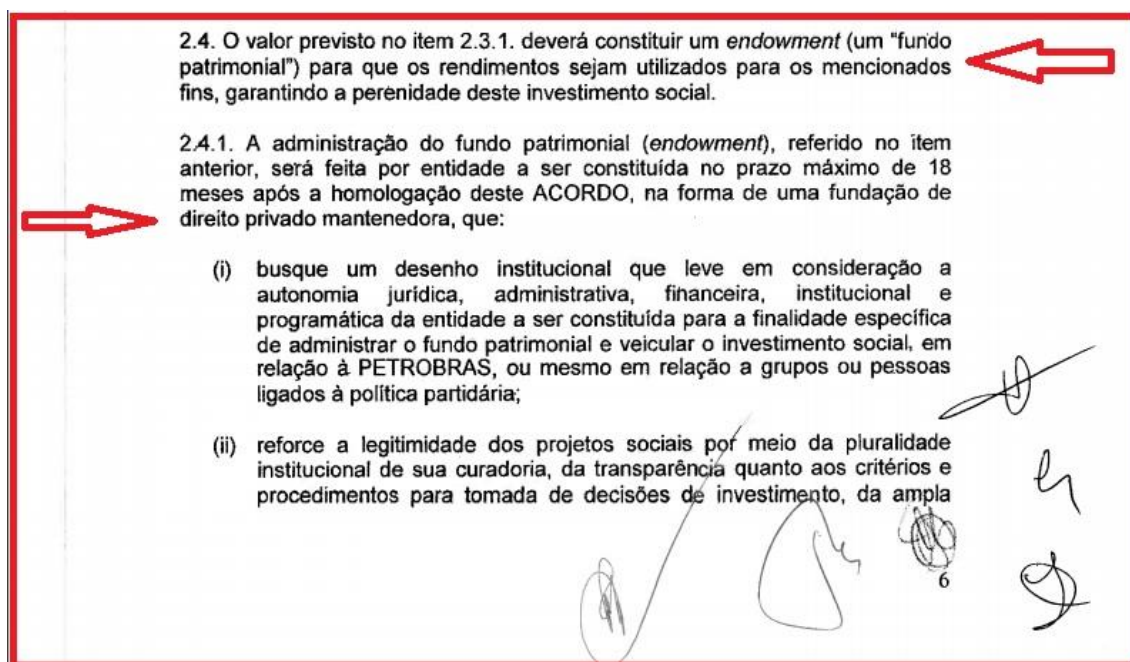 2.4. O valor previsto no item 2.3.1. deverá constituir um endowment (um "fundo
patrimonial") para que os rendimentos sejam utilizados para os mencionados
fins, garantindo a perenidade deste investimento social.
2.4.1. A administração do fundo patrimonial (endowment), referido no item
anterior, será feita por entidade a ser constituída no prazo máximo de 18
meses após a homologação deste ACORDO, na forma de uma fundação de
direito privado mantenedora, que:
(i) busque um desenho institucional que leve em consideração a
autonomia jurídica, administrativa, financeira, institucional e
programática da entidade a ser constituída para a finalidade específica
de administrar o fundo patrimonial e veicular o investimento social, em
relação à PETROBRAS, ou mesmo em relação a grupos ou pessoas
ligados à política partidária;
(ii) reforce a legitimidade dos projetos sociais por meio da pluralidade
institucional de sua curadoria, da transparência quanto aos critérios e
procedimentos para tomada de decisões de investimento, da ampla
6